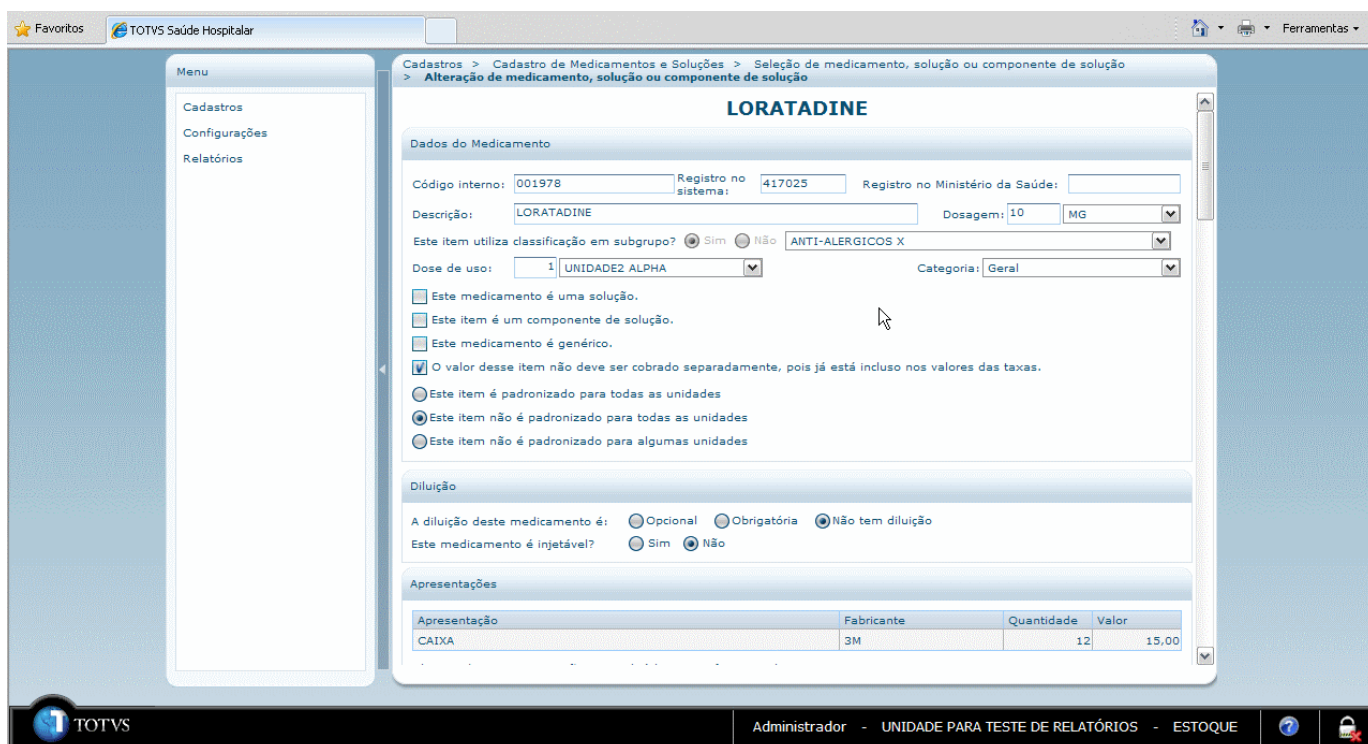 Favoritos
TOTVS Saúde Hospitalar
Ferramentas
Menu
Cadastros
Configurações
Relatórios
Cadastros > Cadastro de Medicamentos e Soluções > Seleção de medicamento, solução ou componente de solução
> Alteração de medicamento, solução ou componente de solução
LORATADINE
Dados do Medicamento
Código interno: 001978 Registro no sistema: 417025 Registro no Ministério da Saúde:
Descrição: LORATADINE Dosagem: 10 MG
Este item utiliza classificação em subgrupo? Sim Não ANTI-ALERGICOS X
Dose de uso: 1 UNIDADE2 ALPHA Categoria: Geral
Este medicamento é uma solução.
Este item é um componente de solução.
Este medicamento é genérico.
O valor desse item não deve ser cobrado separadamente, pois já está incluso nos valores das taxas.
Este item é padronizado para todas as unidades
Este item não é padronizado para todas as unidades
Este item não é padronizado para algumas unidades
Diluição
A diluição deste medicamento é: Opcional Obrigatória Não tem diluição
Este medicamento é injetável? Sim Não
Apresentações
Apresentação Fabricante Quantidade Valor
CAIXA 3M 12 15,00
TOTVS
Administrador - UNIDADE PARA TESTE DE RELATÓRIOS - ESTOQUE